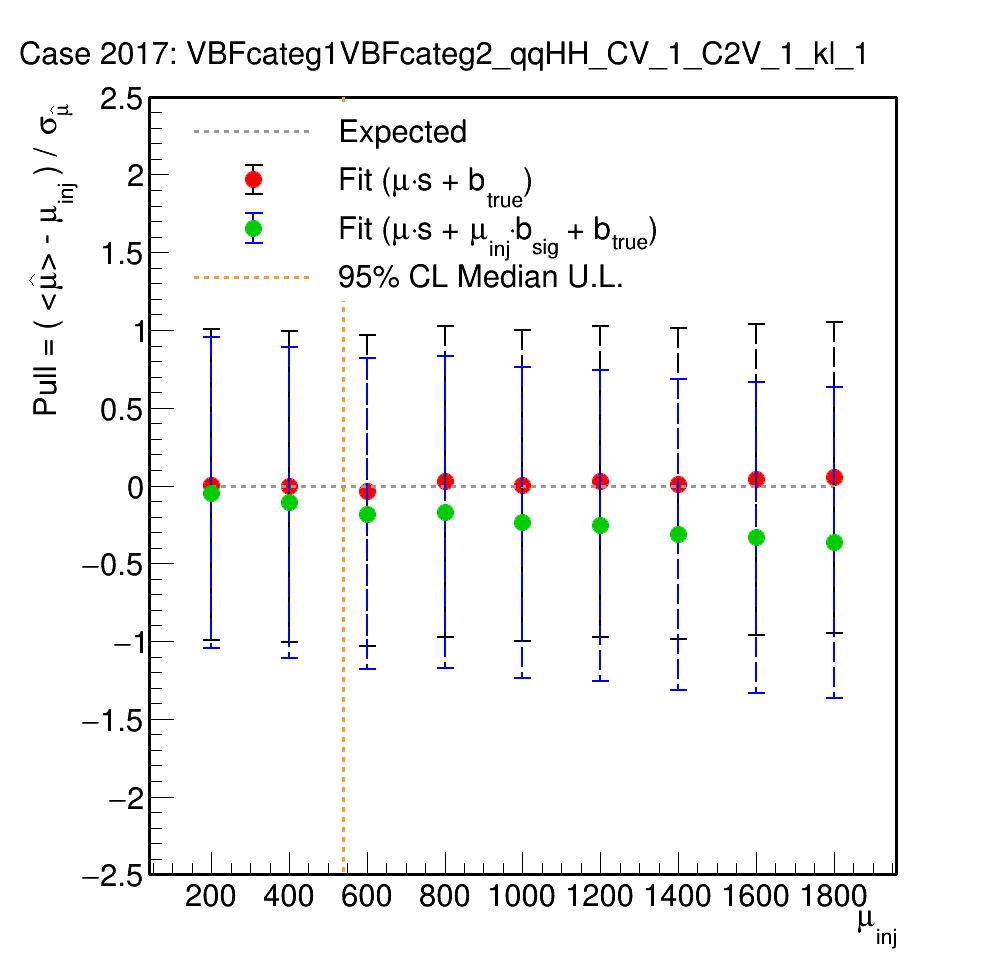 Case 2017: VBFcateg1VBFcateg2_qqHH_CV_1_C2V_1_kl_1
Pull = ( <μ̂> - μ_inj ) / σ_μ̂
2.5
2
1.5
1
0.5
0
−0.5
−1
−1.5
−2
−2.5
Expected
Fit (μ·s + b_true)
Fit (μ·s + μ_inj·b_sig + b_true)
95% CL Median U.L.
200 400 600 800 1000 1200 1400 1600 1800
μ_inj